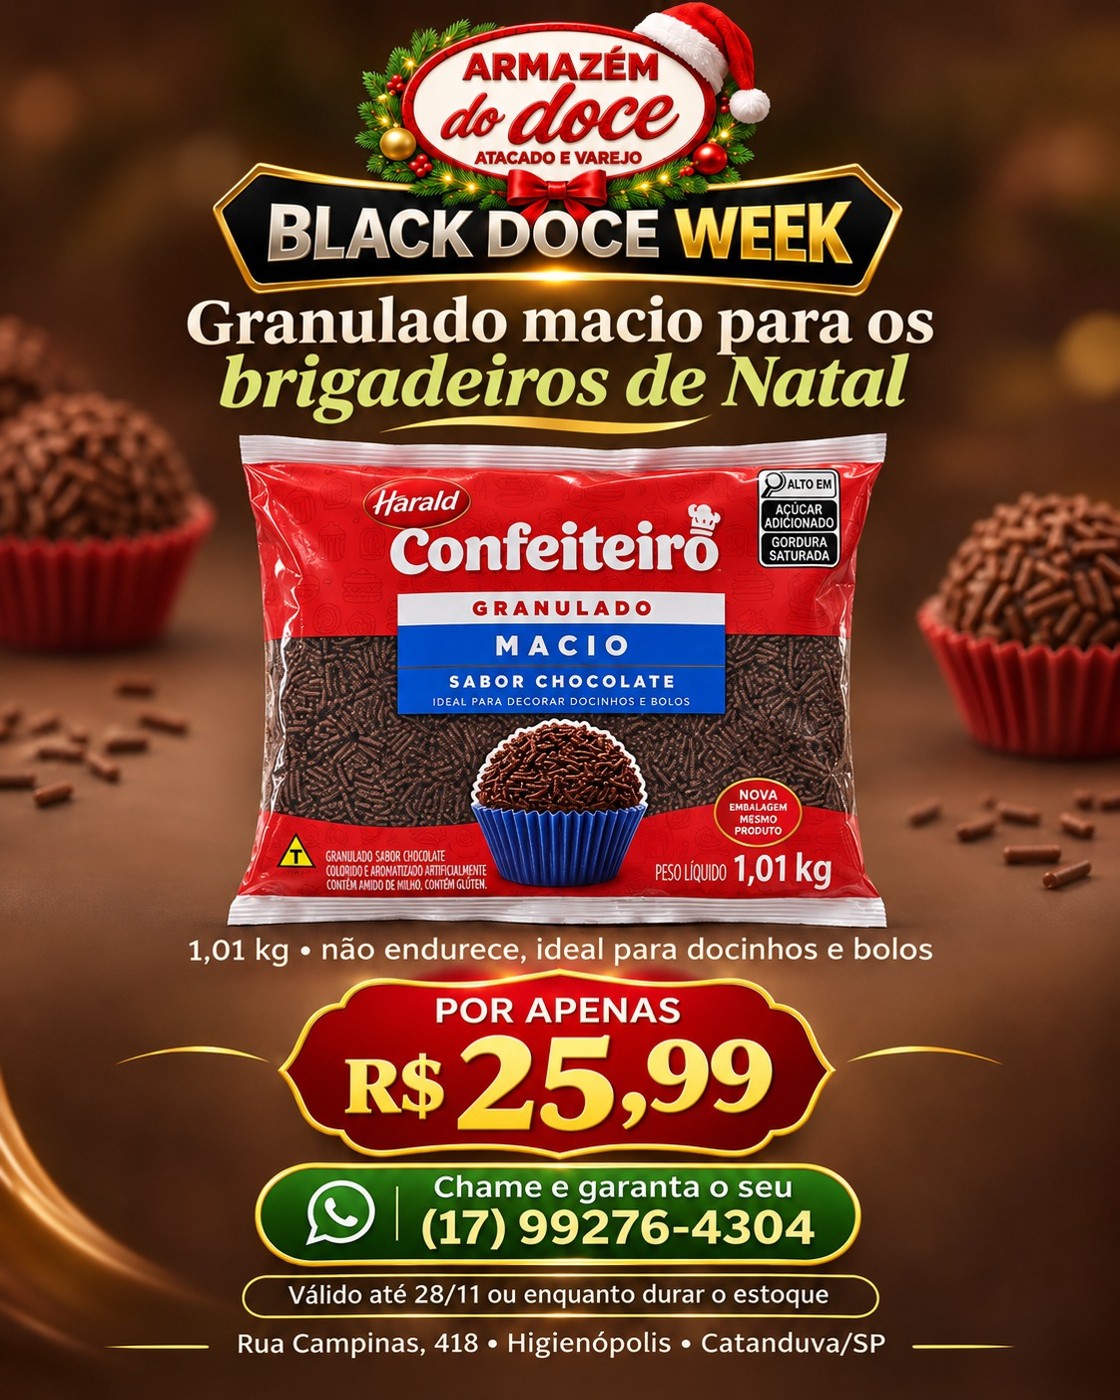 ARMAZÉM
do doce
ATACADO E VAREJO
BLACK DOCE WEEK
Granulado macio para os
brigadeiros de Natal
Harald
Confeiteiro
ALTO EM
AÇÚCAR
ADICIONADO
GORDURA
SATURADA
GRANULADO
MACIO
SABOR CHOCOLATE
IDEAL PARA DECORAR DOCINHOS E BOLOS
NOVA
EMBALAGEM
MESMO
PRODUTO
T
GRANULADO SABOR CHOCOLATE
COLORIDO E AROMATIZADO ARTIFICIALMENTE
CONTÉM AMIDO DE MILHO, CONTÉM GLÚTEN.
PESO LÍQUIDO 1,01 kg
1,01 kg • não endurece, ideal para docinhos e bolos
POR APENAS
R$ 25,99
Chame e garanta o seu
(17) 99276-4304
Válido até 28/11 ou enquanto durar o estoque
Rua Campinas, 418 • Higienópolis • Catanduva/SP